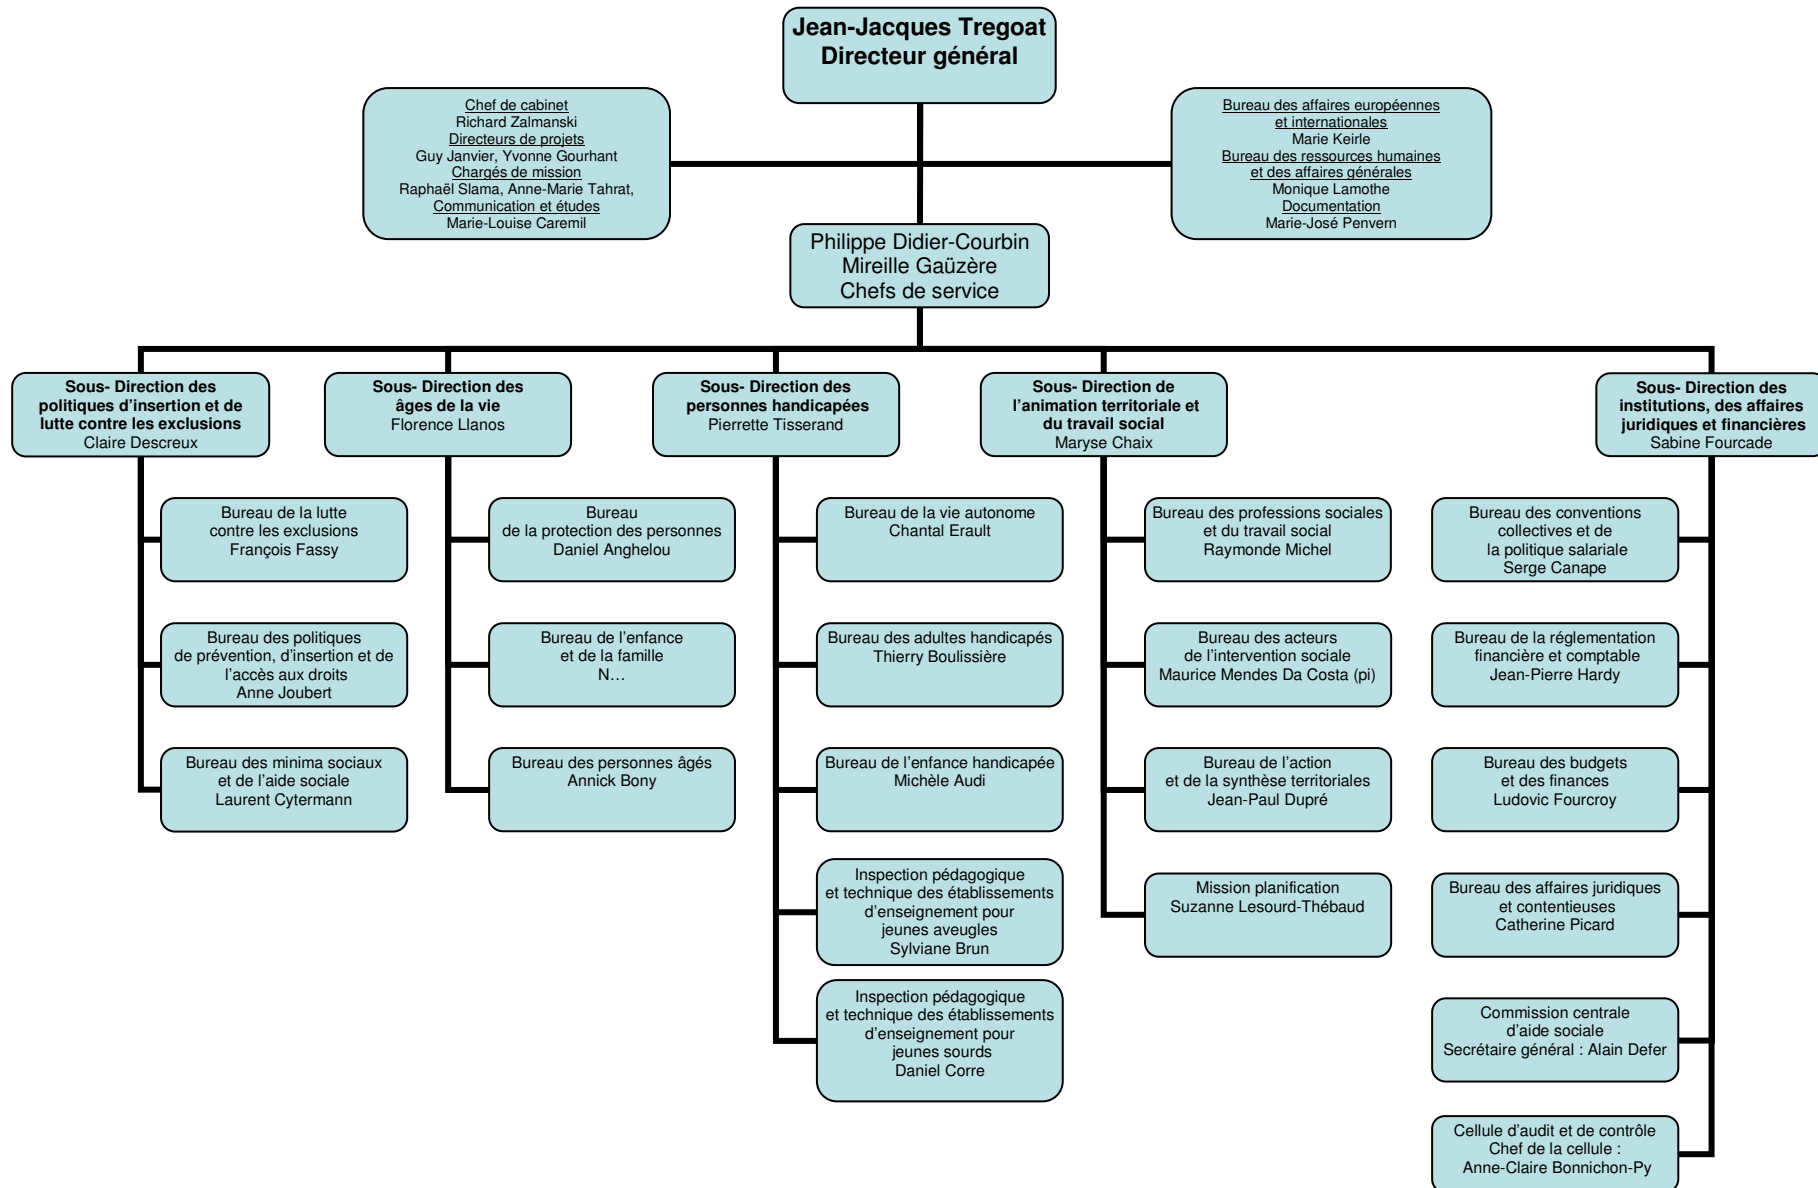 Jean-Jacques Tregoat
Directeur général
Chef de cabinet
Richard Zalmanski
Directeurs de projets
Guy Janvier, Yvonne Gourhant
Chargés de mission
Raphaël Slama, Anne-Marie Tahrat,
Communication et études
Marie-Louise Caremil
Bureau des affaires européennes
et internationales
Marie Keirle
Bureau des ressources humaines
et des affaires générales
Monique Lamothe
Documentation
Marie-José Penvern
Philippe Didier-Courbin
Mireille Gaüzère
Chefs de service
Sous- Direction des
politiques d’insertion et de
lutte contre les exclusions
Claire Descreux
Bureau de la lutte
contre les exclusions
François Fassy
Bureau des politiques
de prévention, d’insertion et de
l’accès aux droits
Anne Joubert
Bureau des minima sociaux
et de l’aide sociale
Laurent Cytermann
Sous- Direction des
âges de la vie
Florence Llanos
Bureau
de la protection des personnes
Daniel Anghelou
Bureau de l’enfance
et de la famille
N…
Bureau des personnes âgés
Annick Bony
Sous- Direction des
personnes handicapées
Pierrette Tisserand
Bureau de la vie autonome
Chantal Erault
Bureau des adultes handicapés
Thierry Boulissière
Bureau de l’enfance handicapée
Michèle Audi
Inspection pédagogique
et technique des établissements
d’enseignement pour
jeunes aveugles
Sylviane Brun
Inspection pédagogique
et technique des établissements
d’enseignement pour
jeunes sourds
Daniel Corre
Sous- Direction de
l’animation territoriale et
du travail social
Maryse Chaix
Bureau des professions sociales
et du travail social
Raymonde Michel
Bureau des acteurs
de l’intervention sociale
Maurice Mendes Da Costa (pi)
Bureau de l’action
et de la synthèse territoriales
Jean-Paul Dupré
Mission planification
Suzanne Lesourd-Thébaud
Sous- Direction des
institutions, des affaires
juridiques et financières
Sabine Fourcade
Bureau des conventions
collectives et de
la politique salariale
Serge Canape
Bureau de la réglementation
financière et comptable
Jean-Pierre Hardy
Bureau des budgets
et des finances
Ludovic Fourcroy
Bureau des affaires juridiques
et contentieuses
Catherine Picard
Commission centrale
d’aide sociale
Secrétaire général : Alain Defer
Cellule d’audit et de contrôle
Chef de la cellule :
Anne-Claire Bonnichon-Py